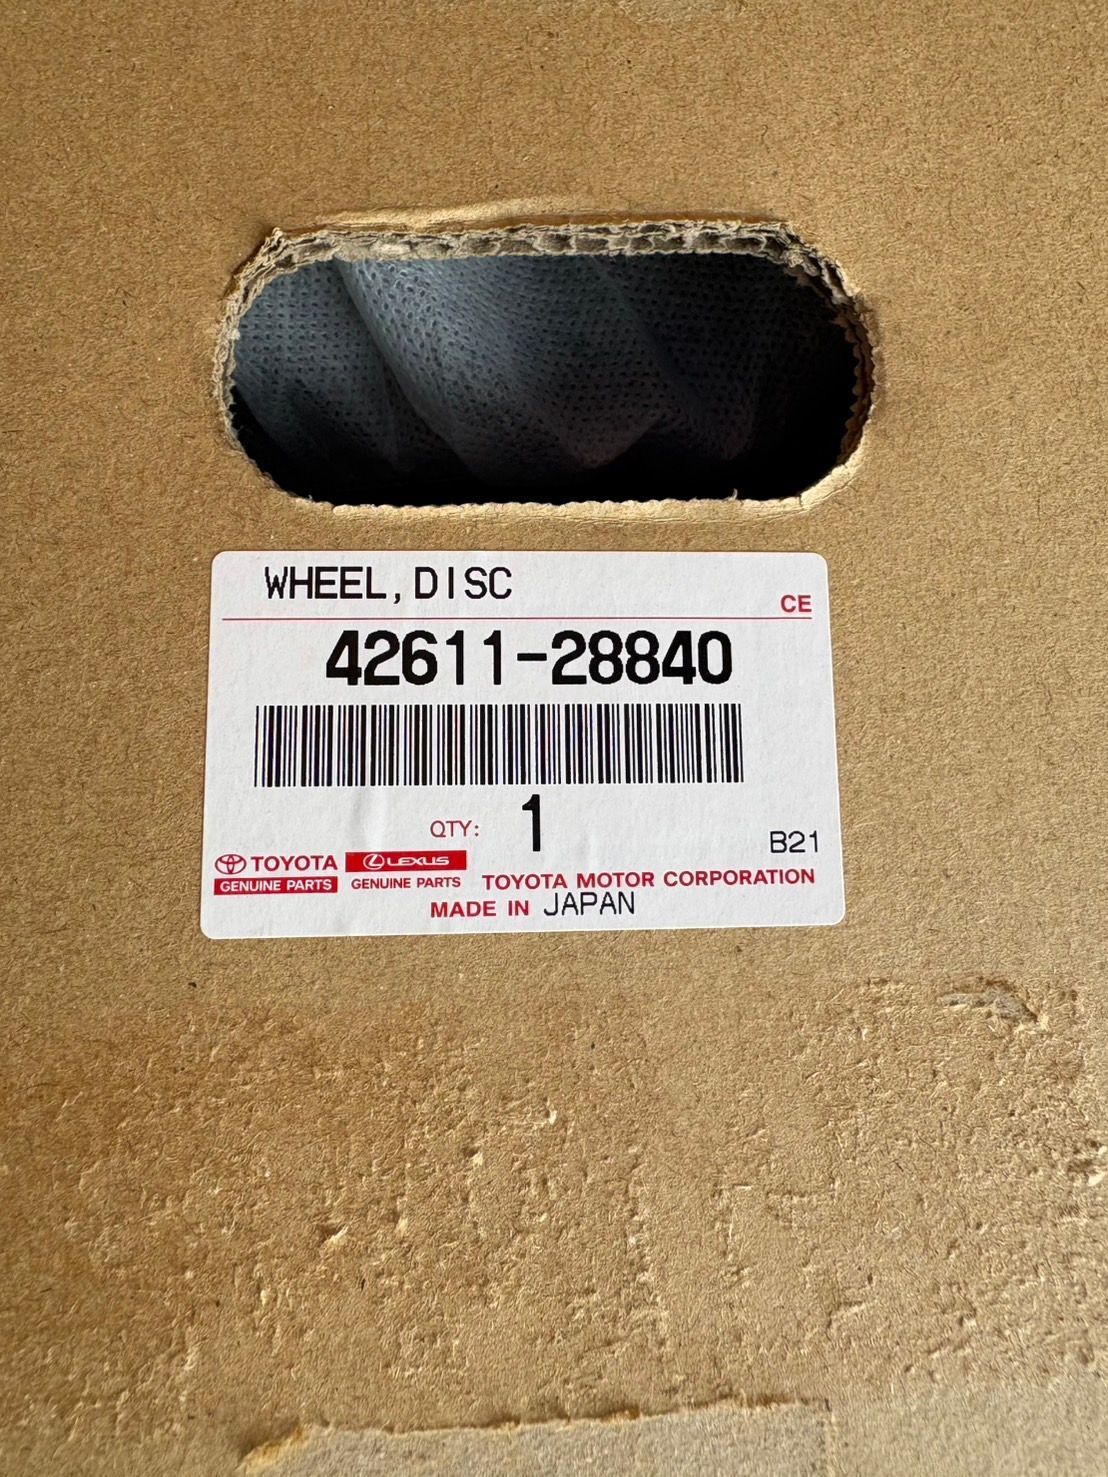 WHEEL, DISC
CE
42611-28840
QTY: 1
B21
TOYOTA LEXUS
GENUINE PARTS GENUINE PARTS TOYOTA MOTOR CORPORATION
MADE IN JAPAN